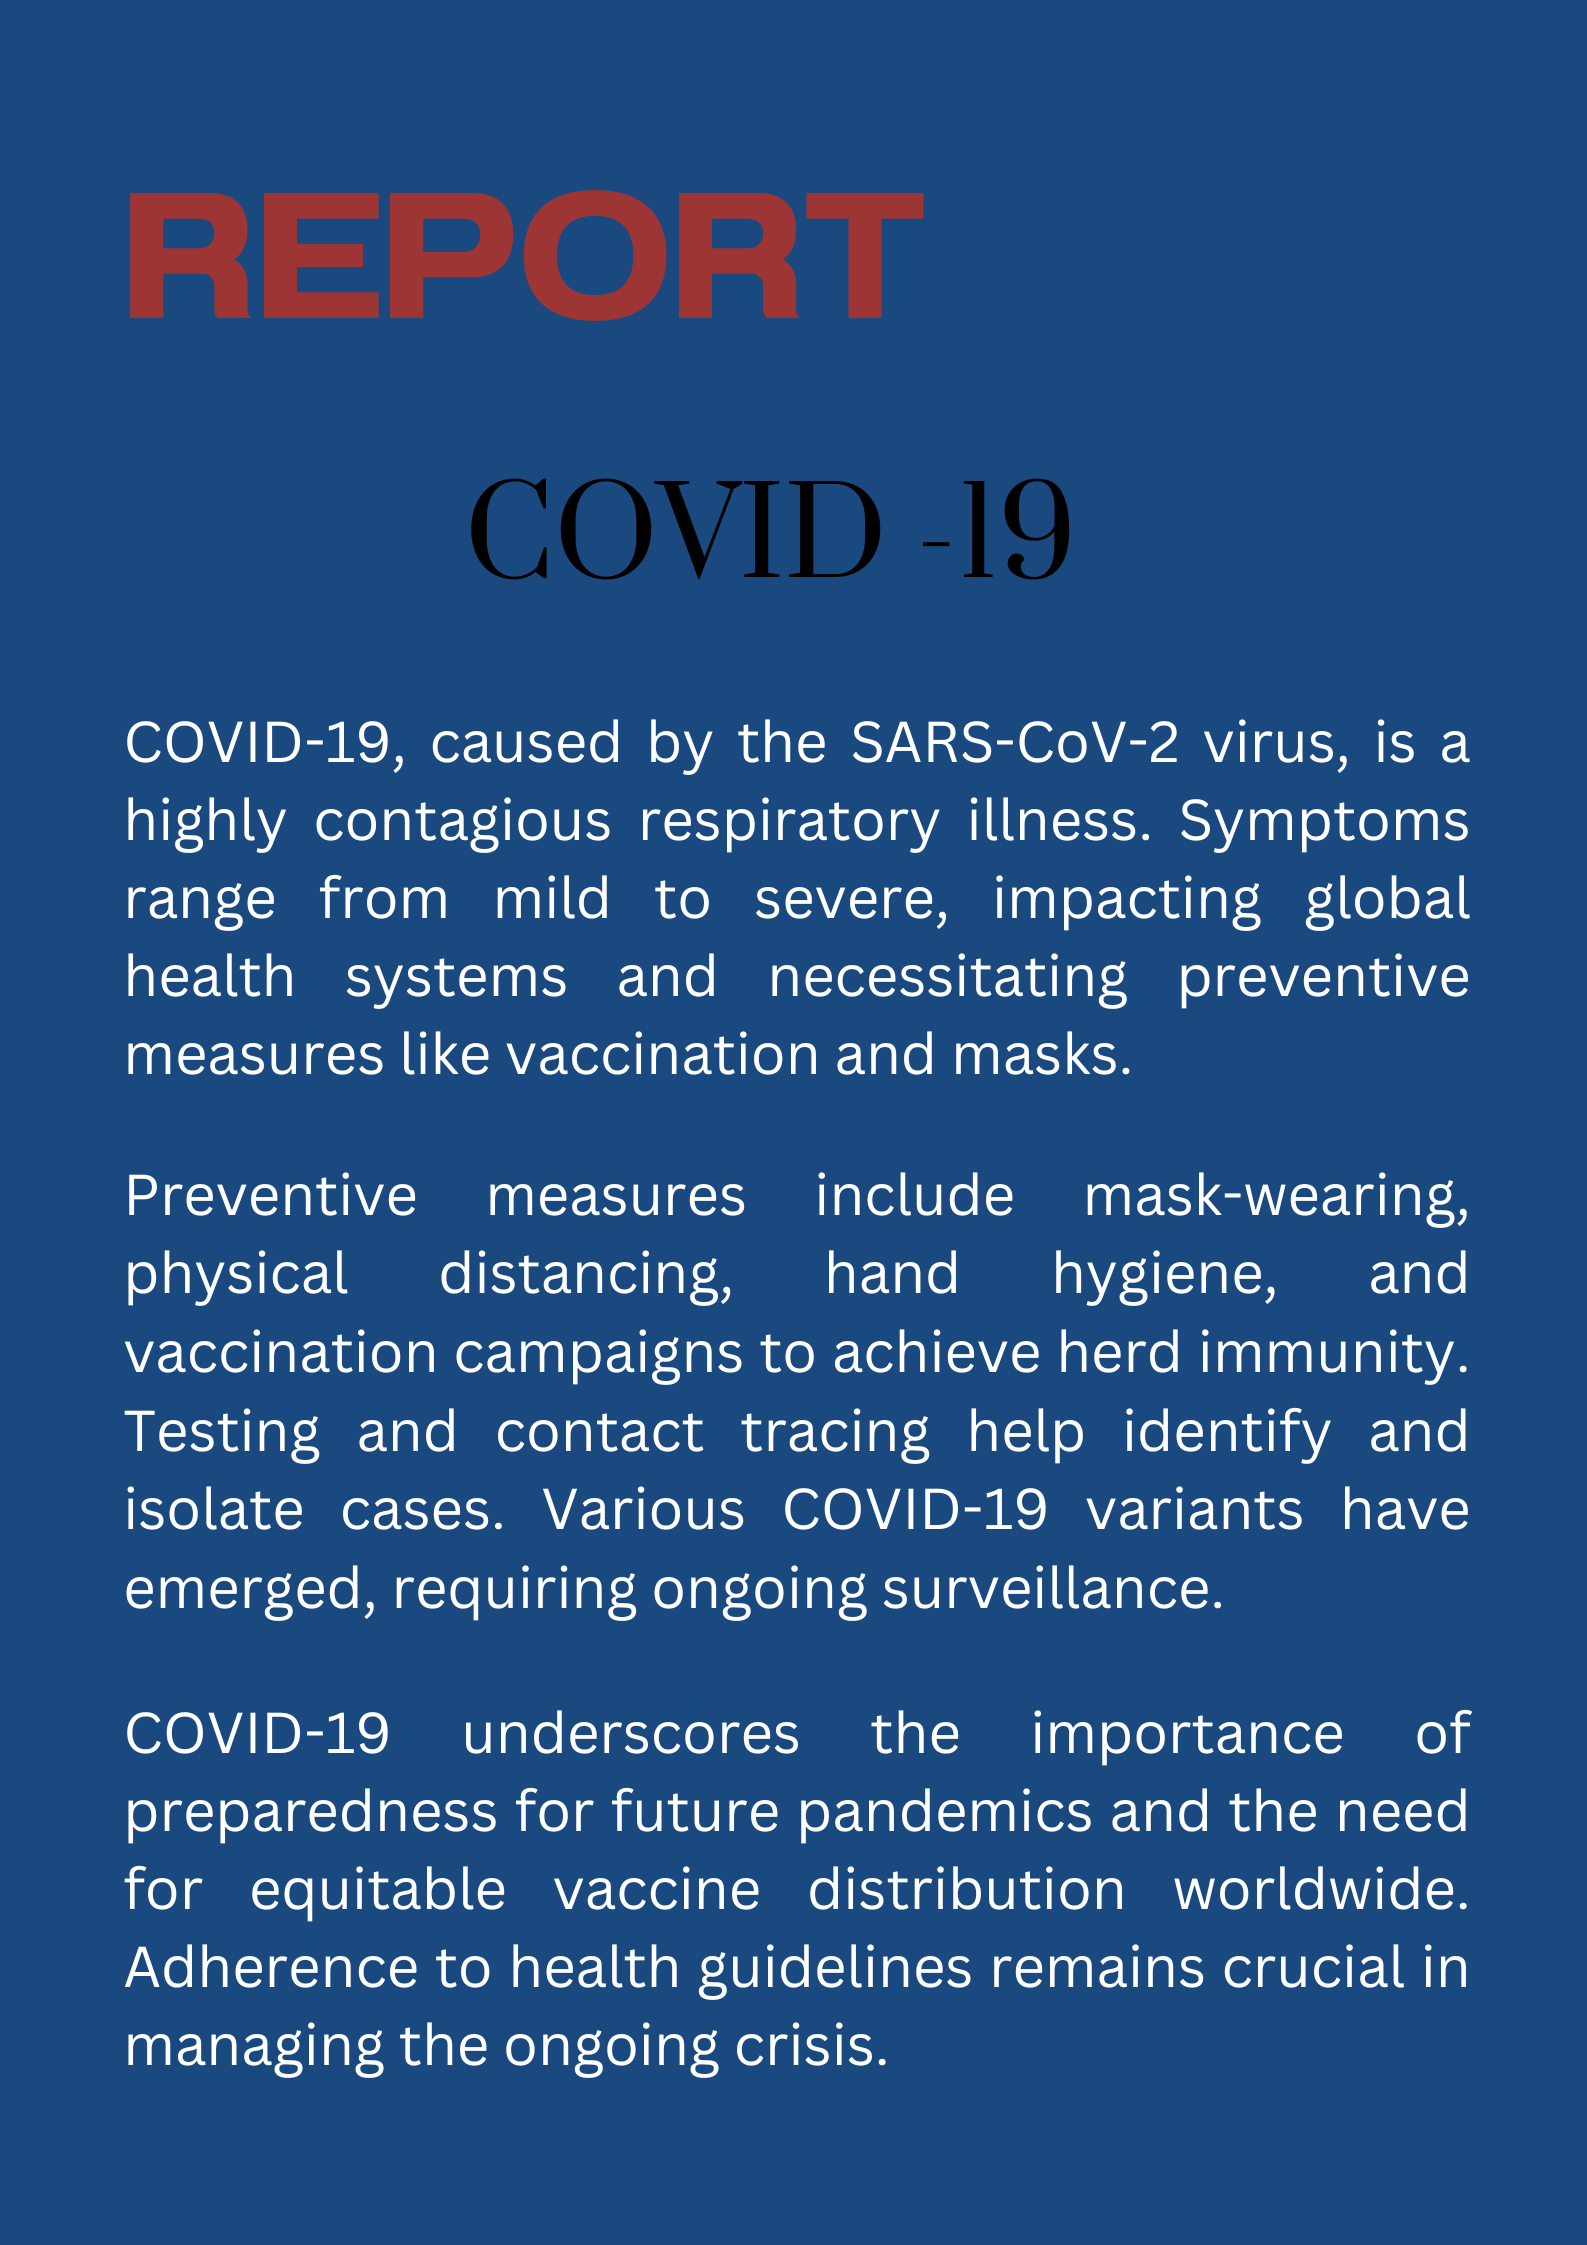 REPORT
COVID -19
COVID-19, caused by the SARS-CoV-2 virus, is a
highly contagious respiratory illness. Symptoms
range from mild to severe, impacting global
health systems and necessitating preventive
measures like vaccination and masks.
Preventive measures include mask-wearing,
physical distancing, hand hygiene, and
vaccination campaigns to achieve herd immunity.
Testing and contact tracing help identify and
isolate cases. Various COVID-19 variants have
emerged, requiring ongoing surveillance.
COVID-19 underscores the importance of
preparedness for future pandemics and the need
for equitable vaccine distribution worldwide.
Adherence to health guidelines remains crucial in
managing the ongoing crisis.